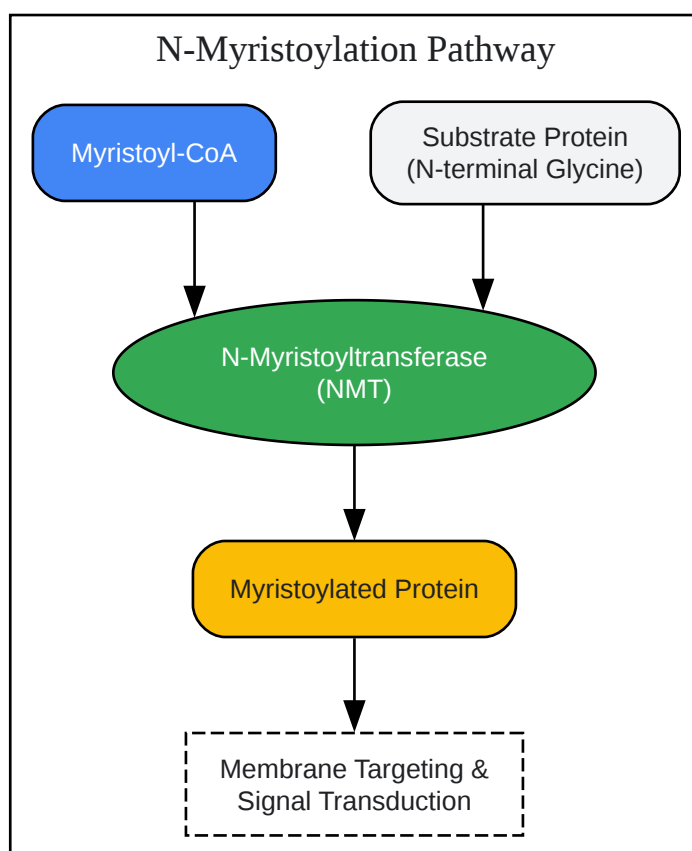 N-Myristoylation Pathway
Myristoyl-CoA
Substrate Protein
(N-terminal Glycine)
N-Myristoyltransferase
(NMT)
Myristoylated Protein
Membrane Targeting &
Signal Transduction